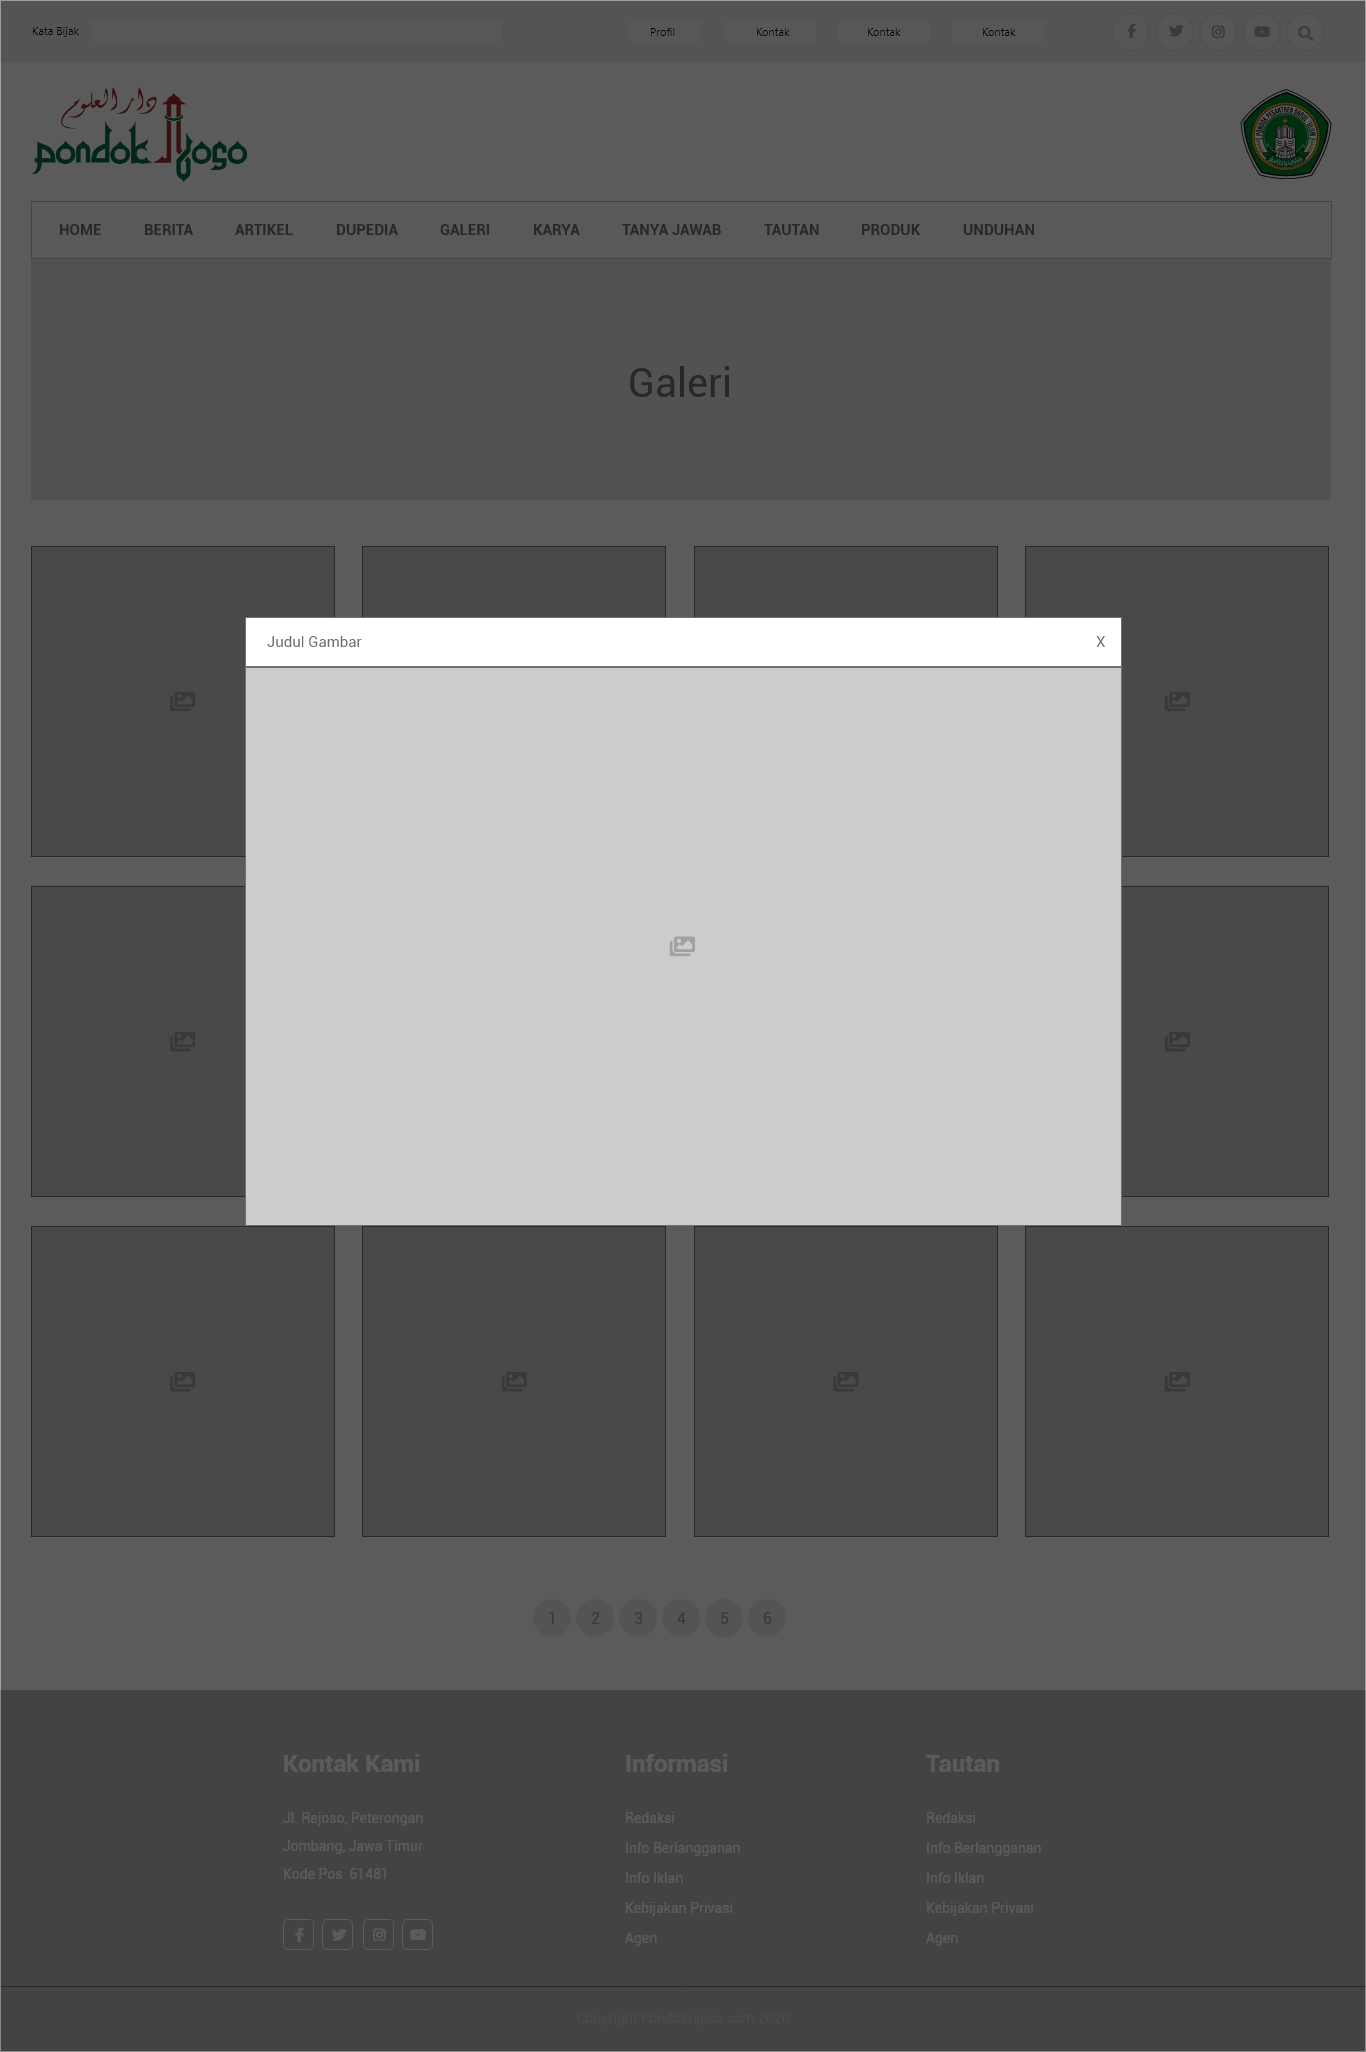 Kata Bijak
Profil
Kontak
Kontak
Kontak
دار العلوم
pondok njoso
HOME BERITA ARTIKEL DUPEDIA GALERI KARYA TANYA JAWAB TAUTAN PRODUK UNDUHAN
Galeri
Judul Gambar X
1 2 3 4 5 6
Kontak Kami
Jl. Rejoso, Peterongan
Jombang, Jawa Timur
Kode Pos 61481
Informasi
Redaksi
Info Berlangganan
Info Iklan
Kebijakan Privasi
Agen
Tautan
Redaksi
Info Berlangganan
Info Iklan
Kebijakan Privasi
Agen
Copyright Pondoknjoso.com 2020